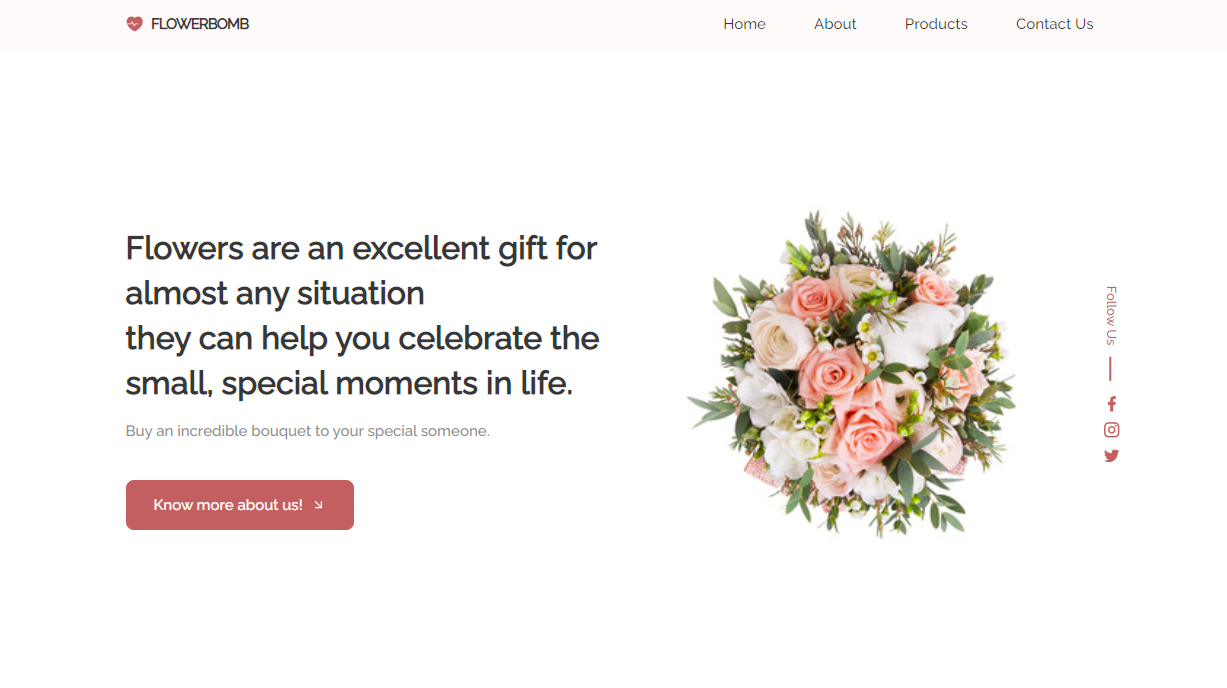 FLOWERBOMB
Home About Products Contact Us
Flowers are an excellent gift for
almost any situation
they can help you celebrate the
small, special moments in life.
Buy an incredible bouquet to your special someone.
Know more about us!
Follow Us